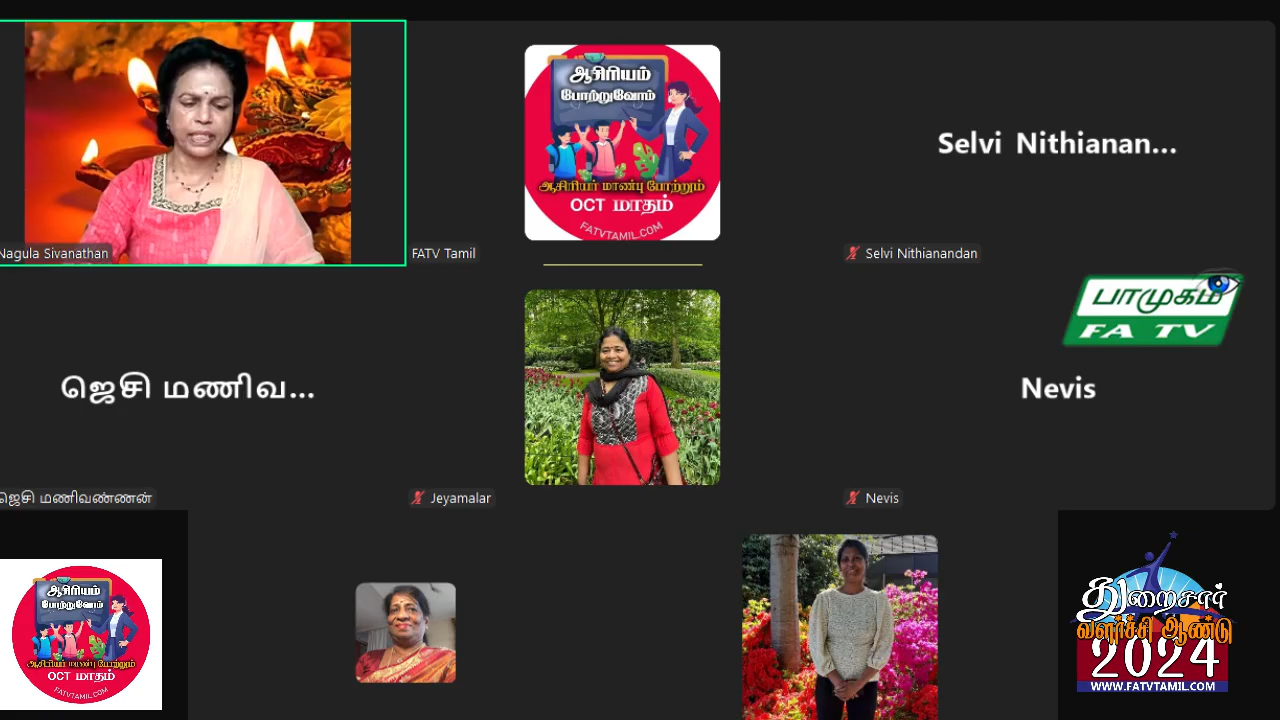 ஆசிரியம்
போற்றுவோம்
ஆசிரியர் மாண்பு போற்றும்
OCT மாதம்
FATVTAMIL.COM
Selvi Nithianan...
Nagula Sivanathan
FATV Tamil
Selvi Nithianandan
பாமுகம்
FA TV
ஜெசி மணிவ...
Nevis
ஜெசி மணிவண்ணன்
Jeyamalar
Nevis
ஆசிரியம்
போற்றுவோம்
ஆசிரியர் மாண்பு போற்றும்
OCT மாதம்
FATVTAMIL.COM
துறைசார்
வளர்ச்சி ஆண்டு
2024
WWW.FATVTAMIL.COM